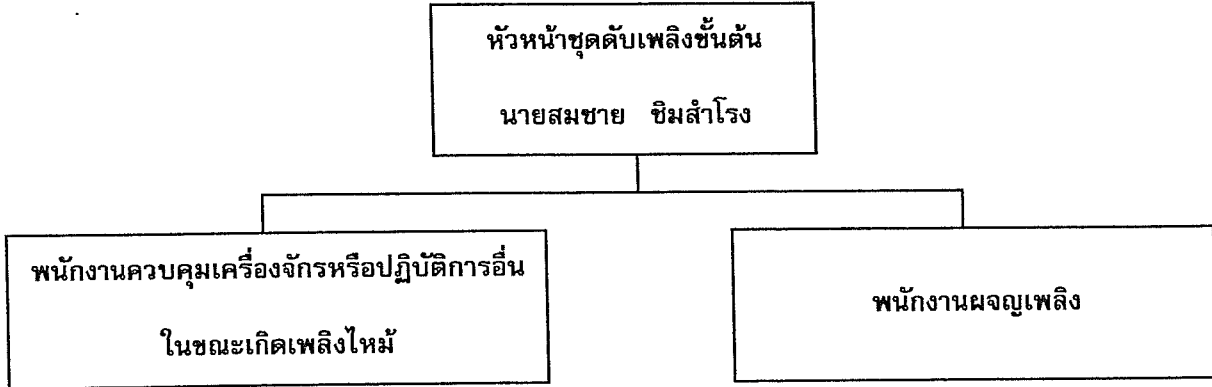 หัวหน้าชุดดับเพลิงขั้นต้น
นายสมชาย ชิมสำโรง
พนักงานควบคุมเครื่องจักรหรือปฏิบัติการอื่น
ในขณะเกิดเพลิงไหม้
พนักงานผจญเพลิง